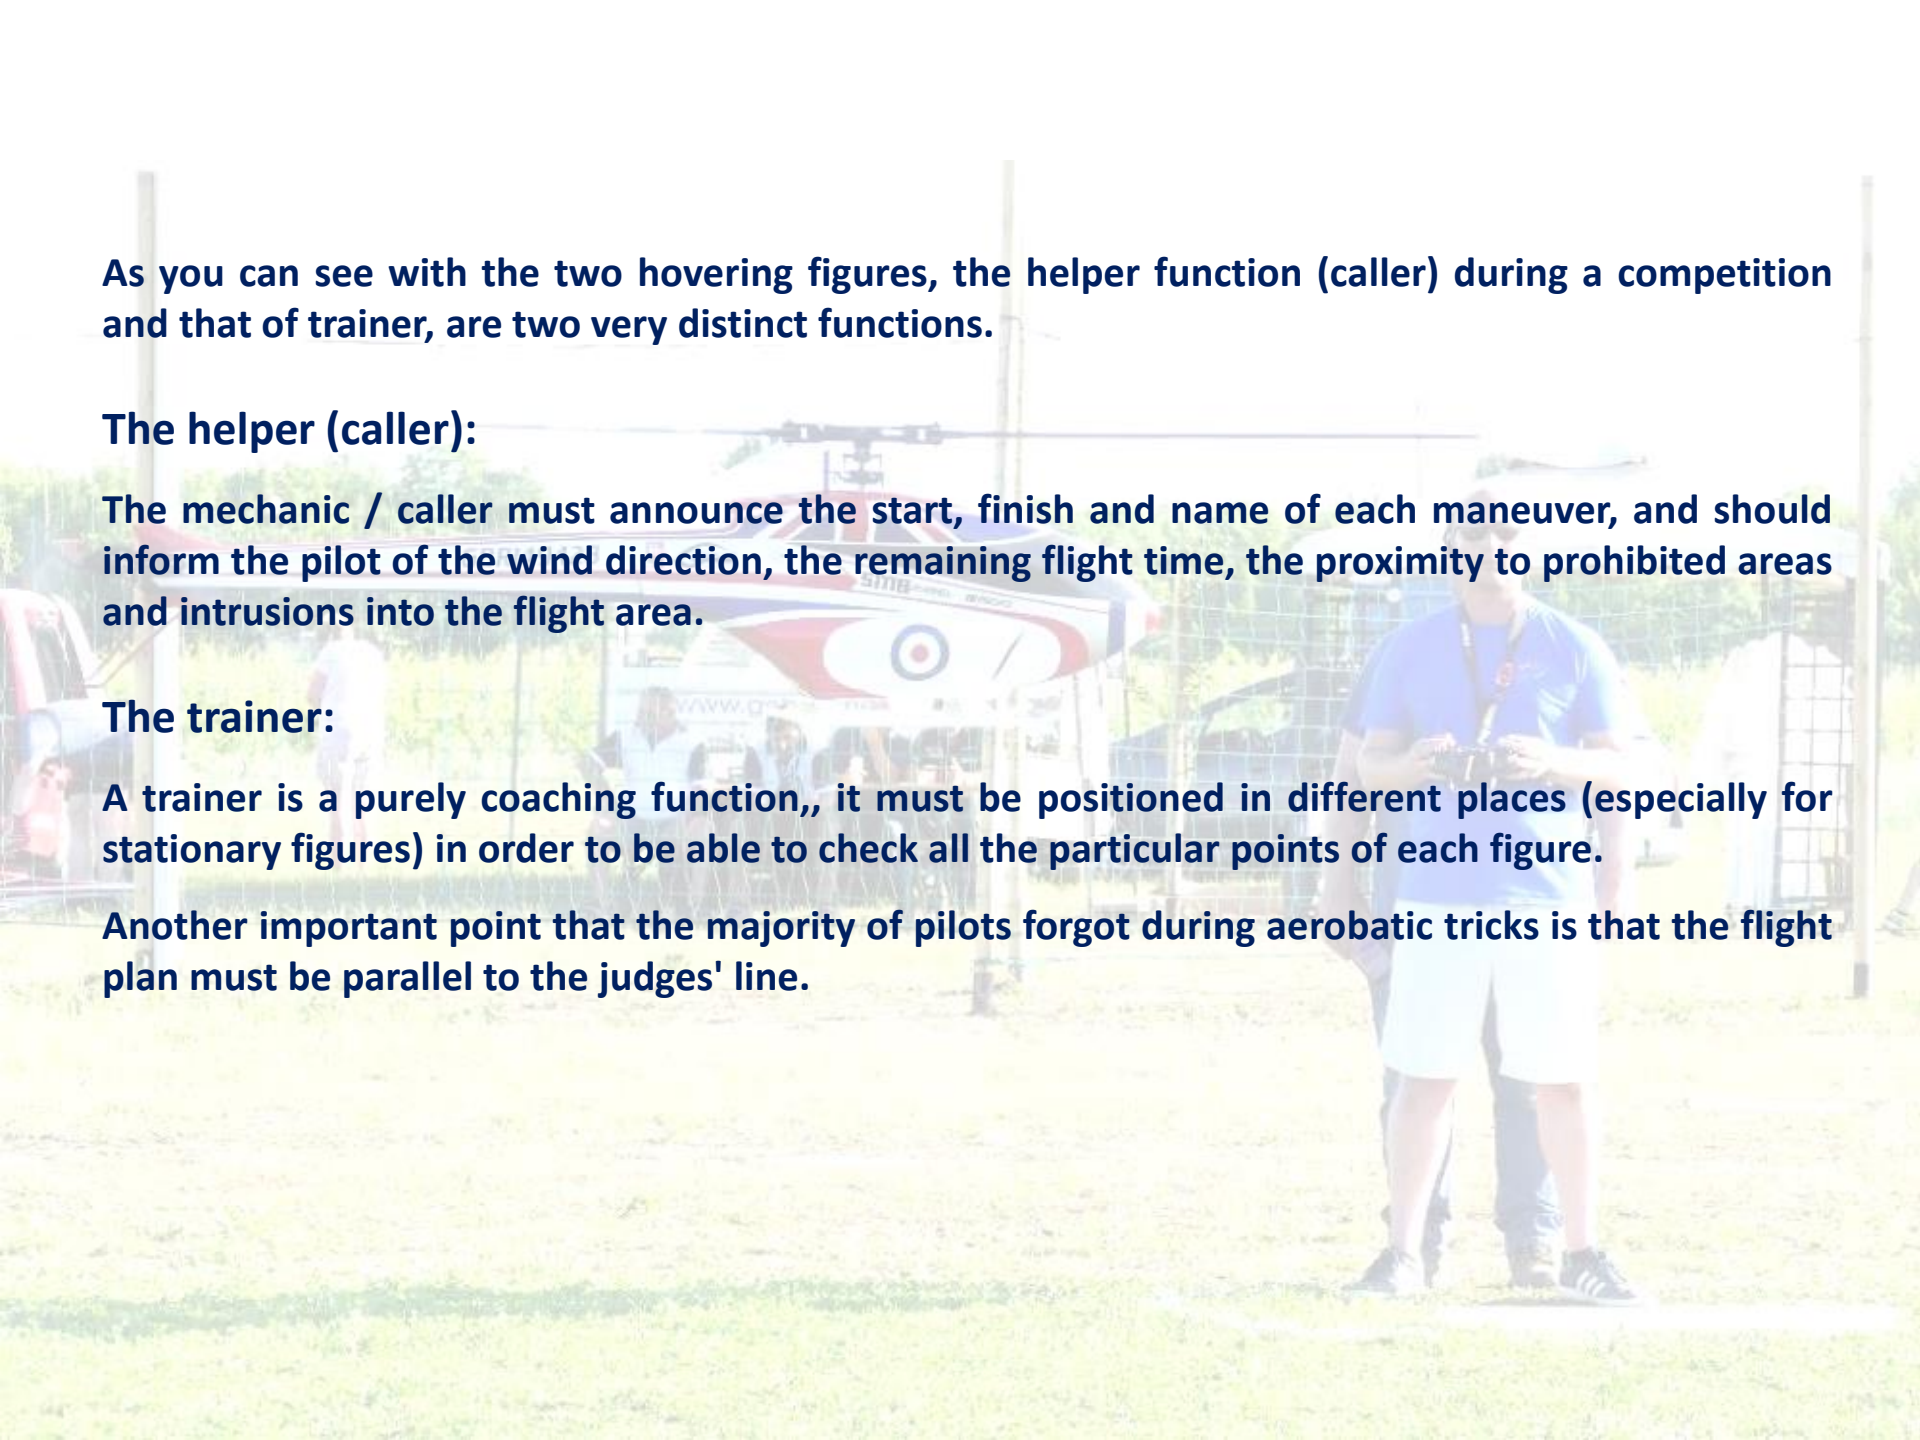 As you can see with the two hovering figures, the helper function (caller) during a competition
and that of trainer, are two very distinct functions.
The helper (caller):
The mechanic / caller must announce the start, finish and name of each maneuver, and should
inform the pilot of the wind direction, the remaining flight time, the proximity to prohibited areas
and intrusions into the flight area.
The trainer:
A trainer is a purely coaching function,, it must be positioned in different places (especially for
stationary figures) in order to be able to check all the particular points of each figure.
Another important point that the majority of pilots forgot during aerobatic tricks is that the flight
plan must be parallel to the judges' line.